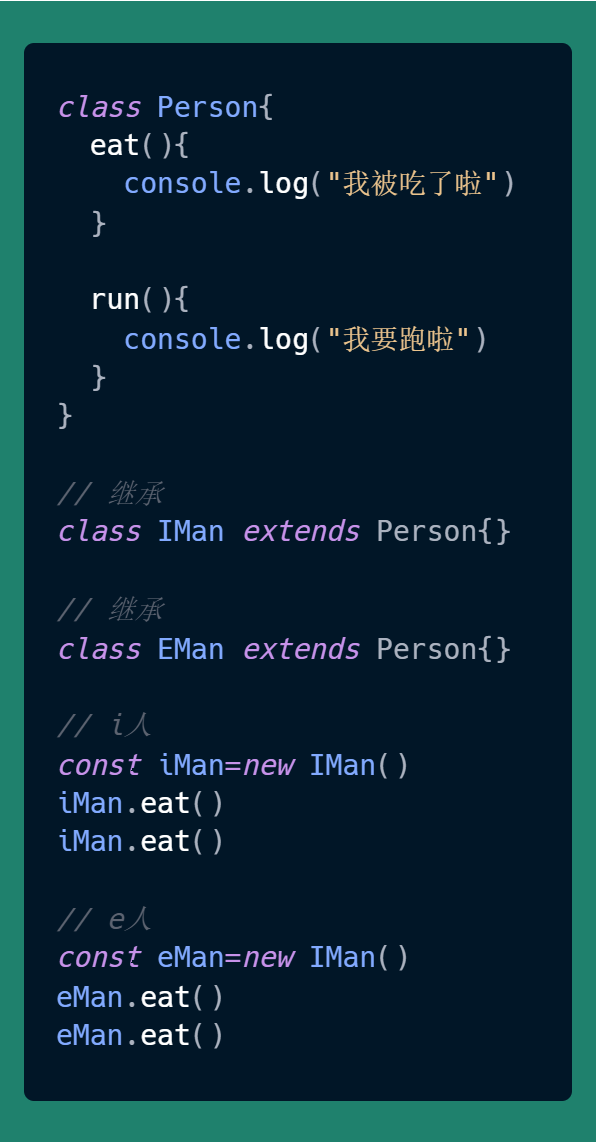 class Person{
  eat(){
    console.log("我被吃了啦")
  }

  run(){
    console.log("我要跑啦")
  }
}

// 继承
class IMan extends Person{}

// 继承
class EMan extends Person{}

// i人
const iMan=new IMan()
iMan.eat()
iMan.eat()

// e人
const eMan=new IMan()
eMan.eat()
eMan.eat()